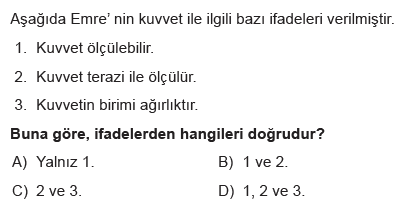 Aşağıda Emre' nin kuvvet ile ilgili bazı ifadeleri verilmiştir.
1. Kuvvet ölçülebilir.
2. Kuvvet terazi ile ölçülür.
3. Kuvvetin birimi ağırlıktır.
Buna göre, ifadelerden hangileri doğrudur?
A) Yalnız 1. B) 1 ve 2.
C) 2 ve 3. D) 1, 2 ve 3.